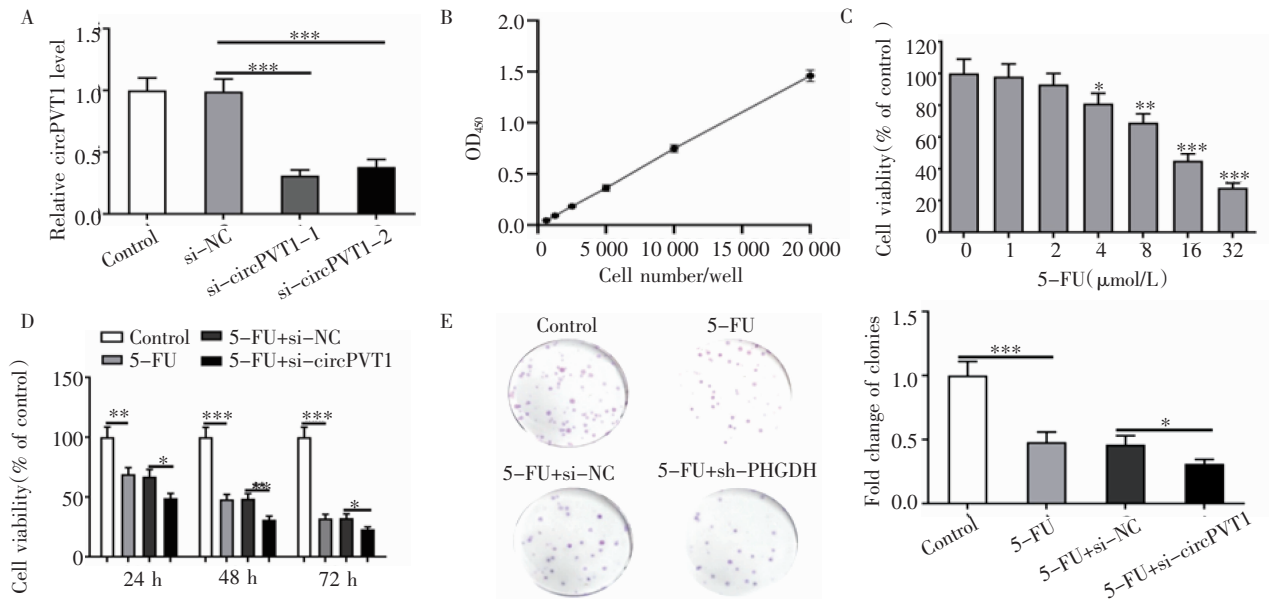 A
Relative circPVT1 level
1.5
1.0
0.5
0.0
***
***
Control
si-NC
si-circPVT1-1
si-circPVT1-2
B
OD450
2.0
1.5
1.0
0.5
0.0
0
5 000
10 000
15 000
20 000
Cell number/well
C
Cell viablity(% of control)
120
100
80
60
40
20
0
*
**
***
***
0 1 2 4 8 16 32
5-FU(μmol/L)
D
Control
5-FU
5-FU+si-NC
5-FU+si-circPVT1
Cell viability(% of control)
150
100
50
0
**
*
***
**
***
*
24 h
48 h
72 h
E
Control
5-FU
5-FU+si-NC
5-FU+sh-PHGDH
Fold change of clonies
1.5
1.0
0.5
0.0
***
*
Control
5-FU
5-FU+si-NC
5-FU+si-circPVT1